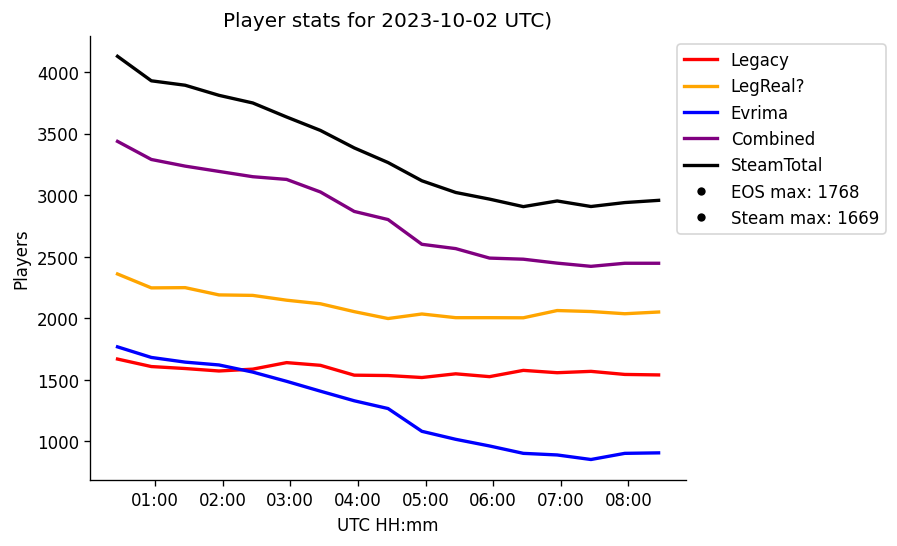 Player stats for 2023-10-02 UTC)
Legacy
LegReal?
Evrima
Combined
SteamTotal
EOS max: 1768
Steam max: 1669
Players
4000
3500
3000
2500
2000
1500
1000
01:00 02:00 03:00 04:00 05:00 06:00 07:00 08:00
UTC HH:mm